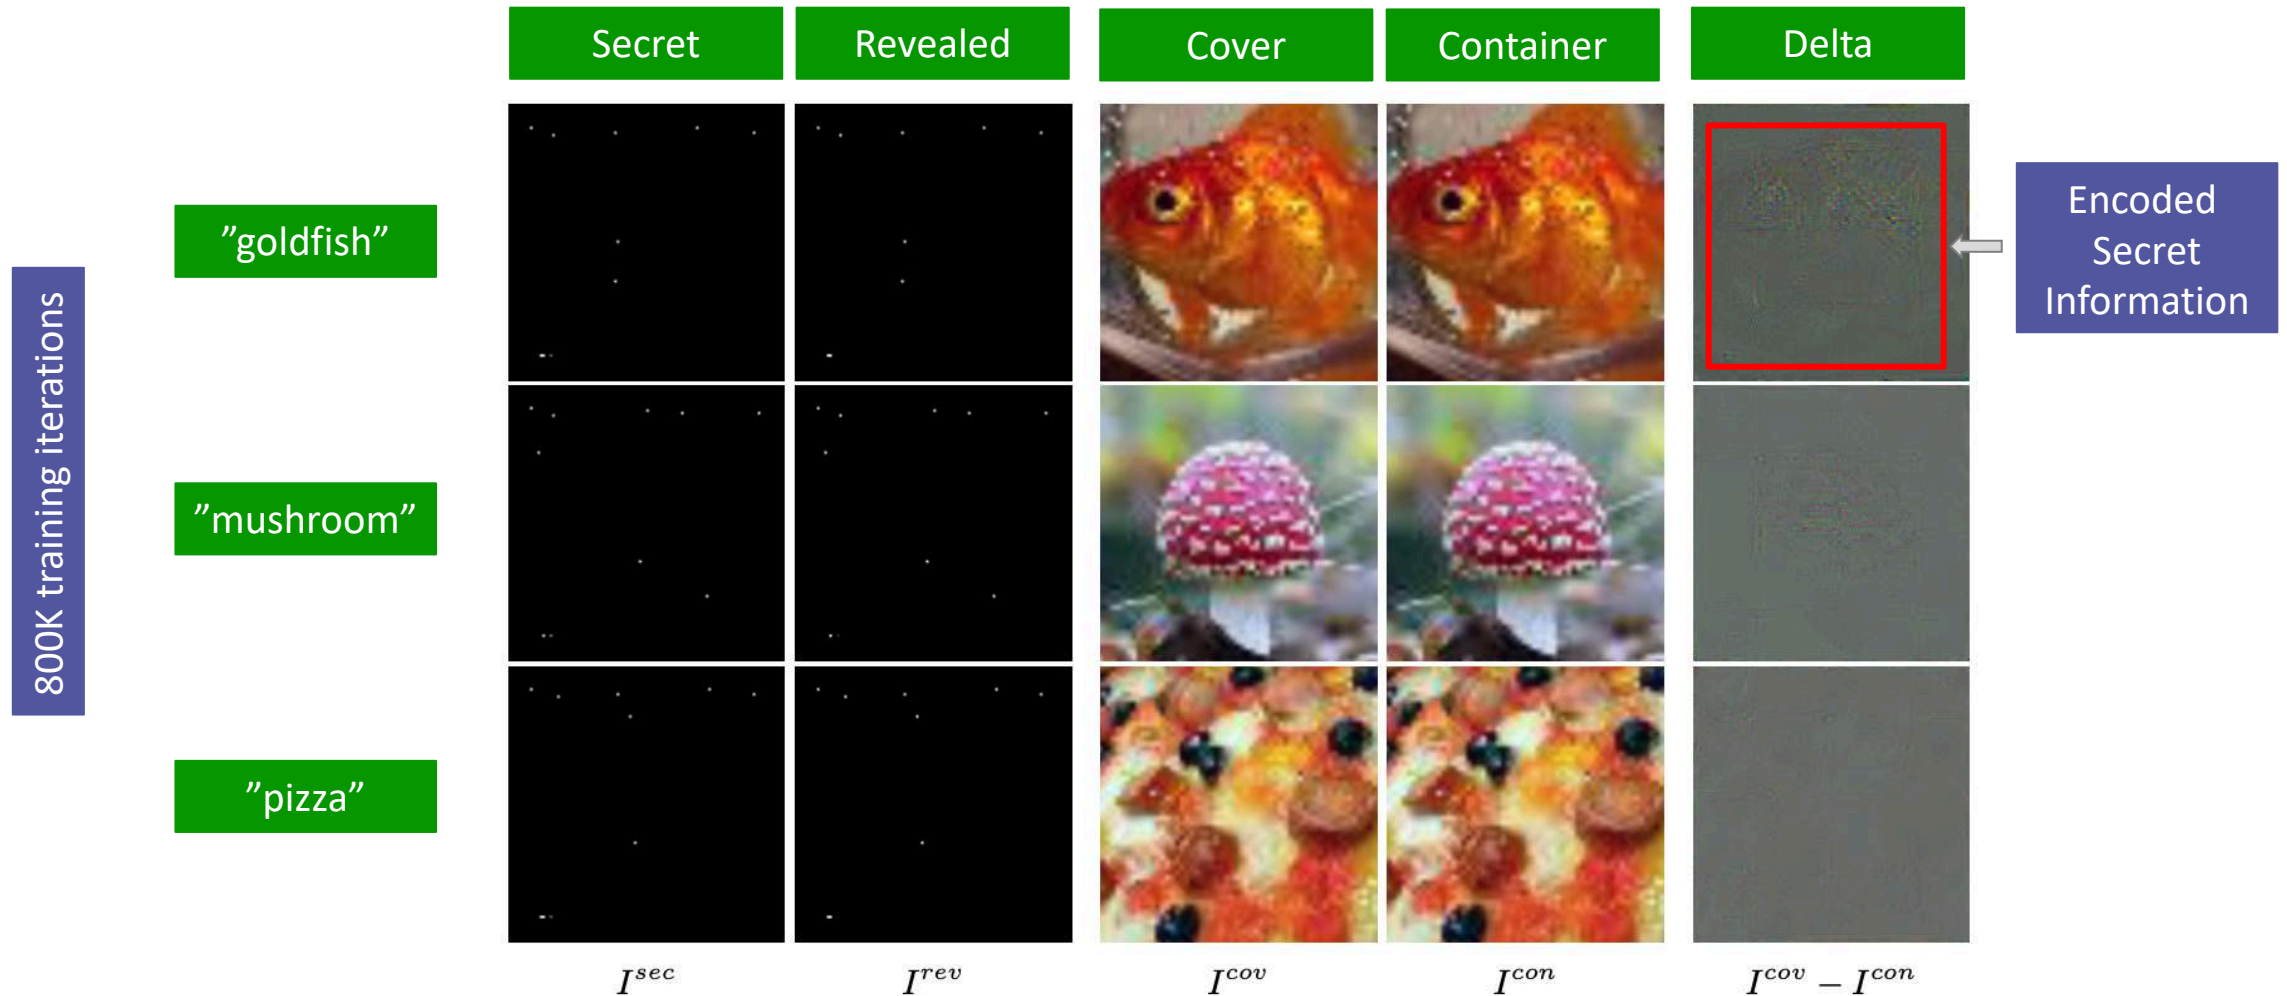 Secret
Revealed
Cover
Container
Delta
”goldfish”
Encoded
Secret
Information
800K training iterations
”mushroom”
”pizza”
I^{sec}
I^{rev}
I^{cov}
I^{con}
I^{cov} − I^{con}